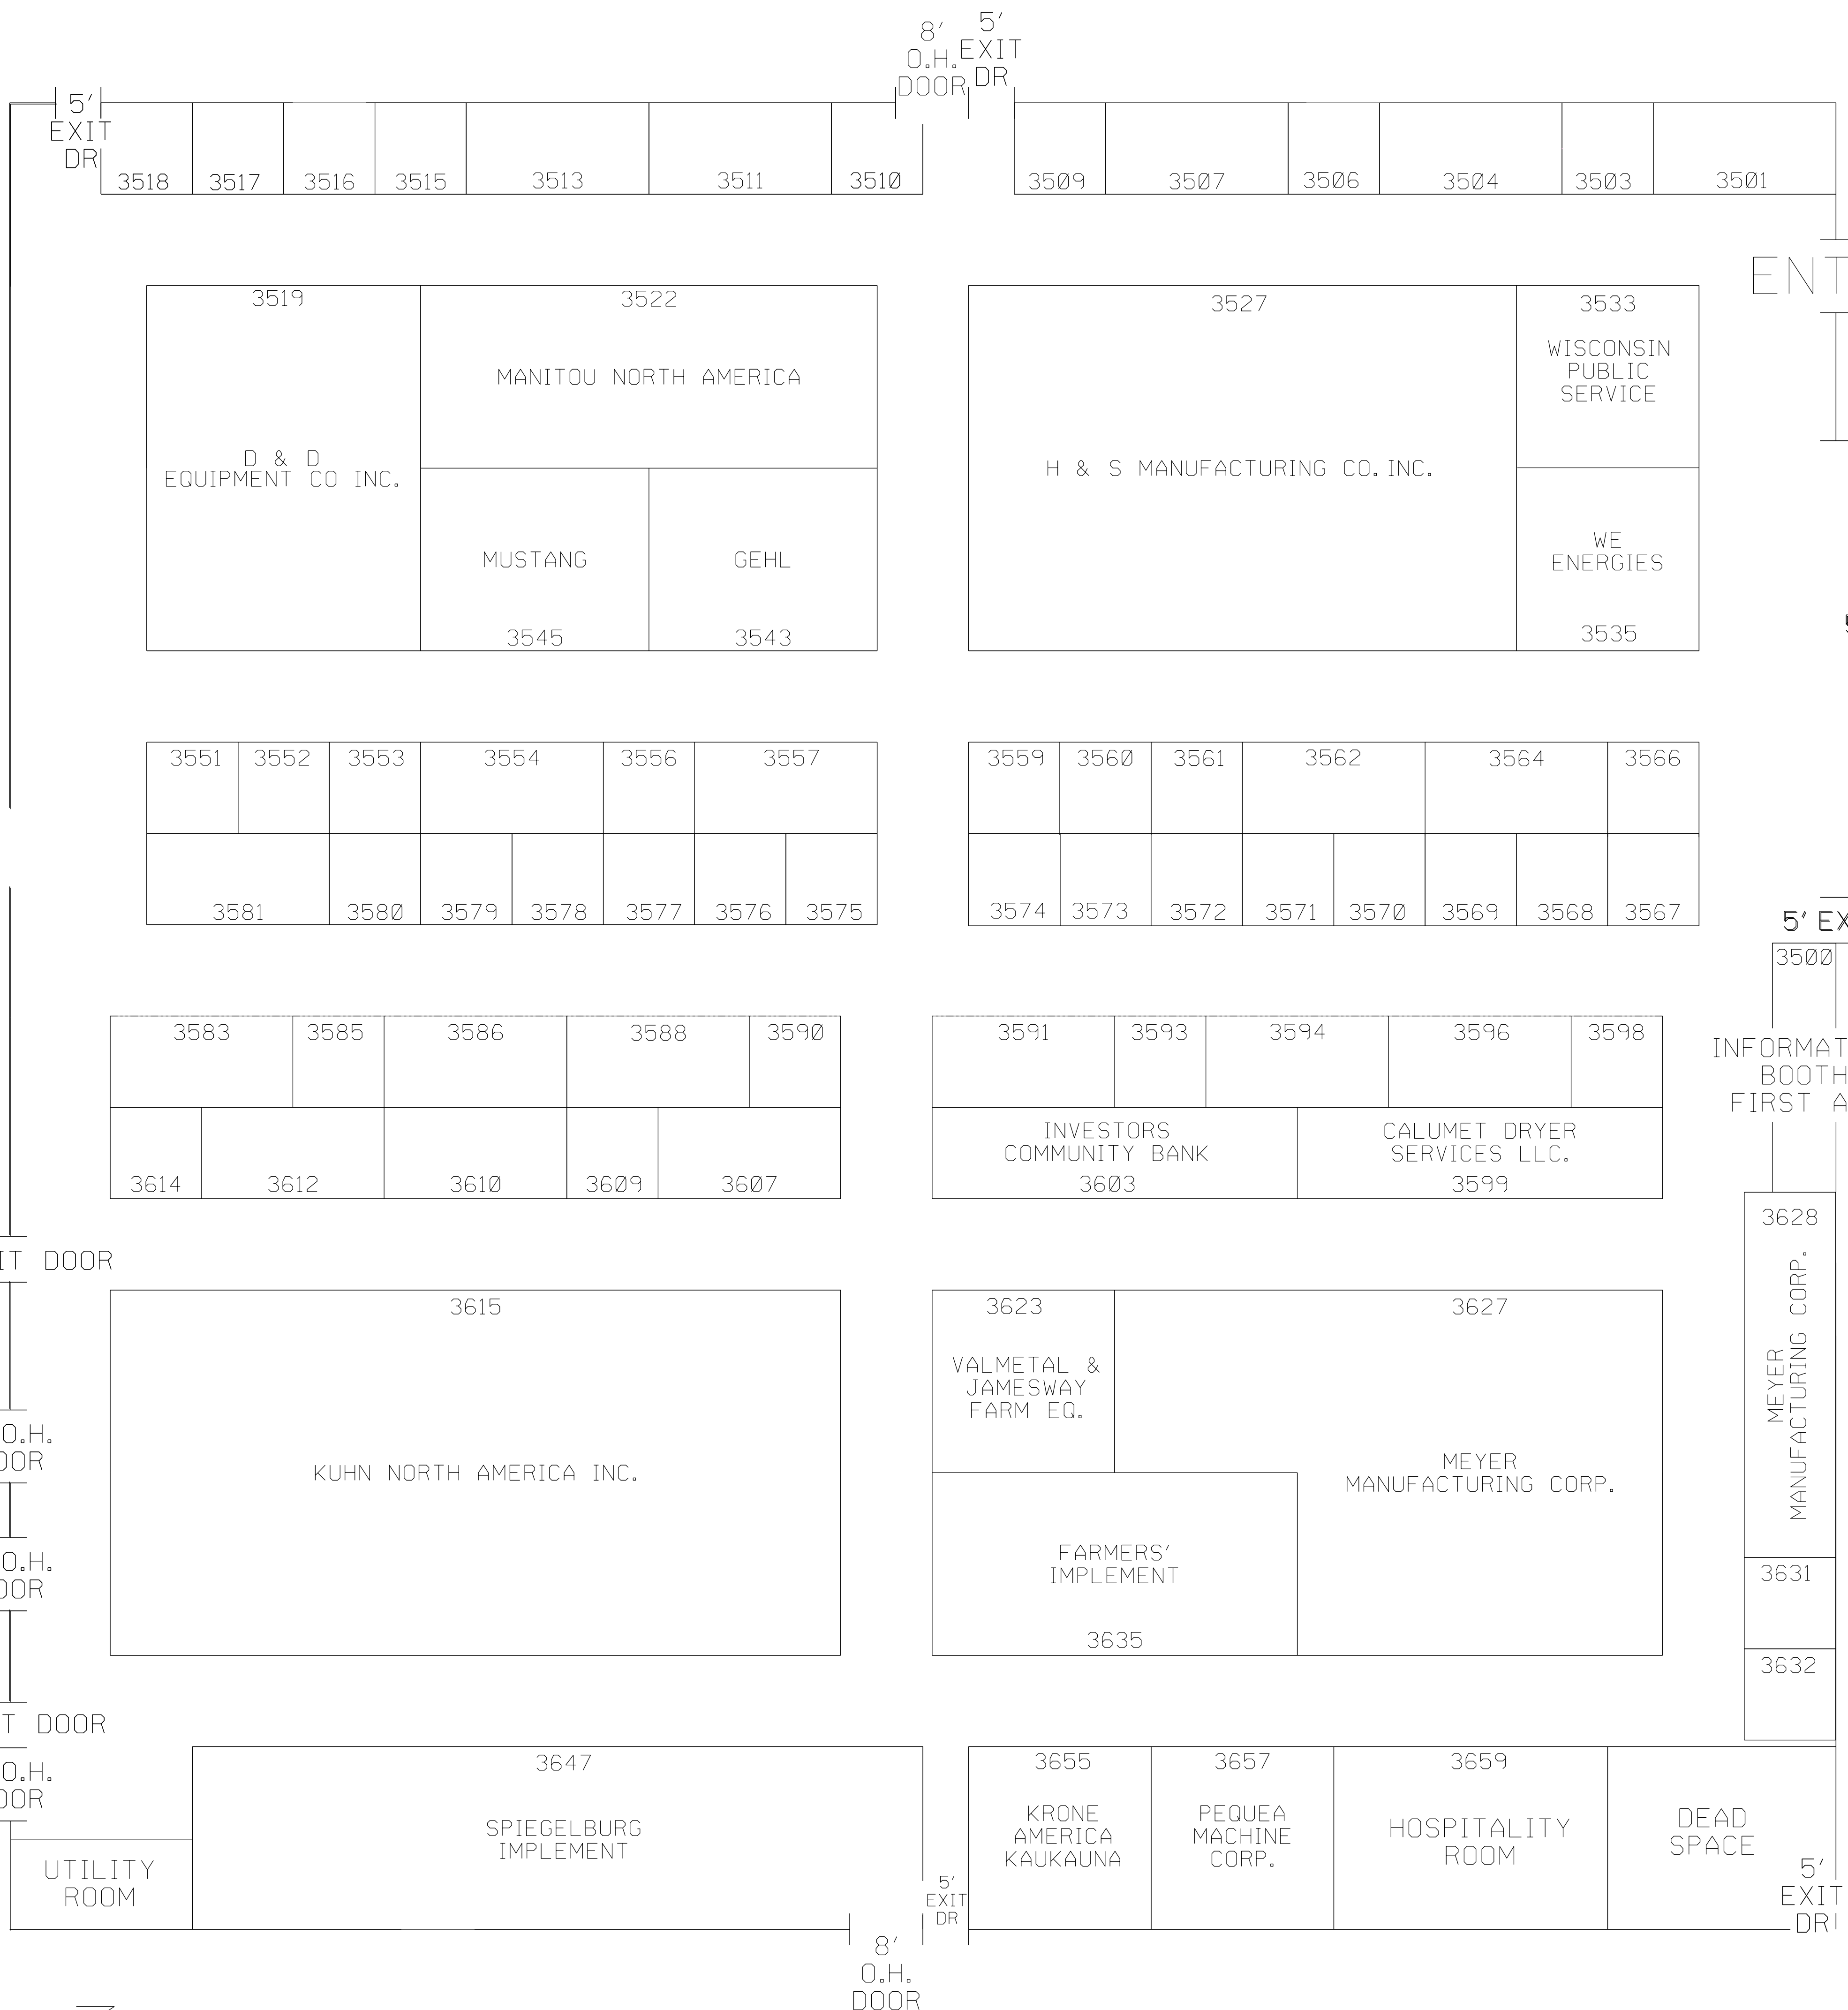 8' 5'
O.H. EXIT
DOOR DR
5'
EXIT
DR
3518 3517 3516 3515 3513 3511 3510 3509 3507 3506 3504 3503 3501
3519 3522 3527 3533
WISCONSIN
PUBLIC
SERVICE
MANITOU NORTH AMERICA
D & D
EQUIPMENT CO INC.
H & S MANUFACTURING CO. INC.
MUSTANG GEHL
WE
ENERGIES
3545 3543 3535
3551 3552 3553 3554 3556 3557 3559 3560 3561 3562 3564 3566
3581 3580 3579 3578 3577 3576 3575 3574 3573 3572 3571 3570 3569 3568 3567
5'
3500
3583 3585 3586 3588 3590 3591 3593 3594 3596 3598
BOOTH
FIRST
INVESTORS
COMMUNITY BANK
CALUMET DRYER
SERVICES LLC.
3614 3612 3610 3609 3607 3603 3599
3628
MEYER
MANUFACTURING CORP.
DOOR
3615 3623 3627
VALMETAL &
JAMESWAY
FARM EQ.
O.H.
KUHN NORTH AMERICA INC.
MEYER
MANUFACTURING CORP.
O.H.
FARMERS'
IMPLEMENT
3631
3635
3632
DOOR
3647 3655 3657 3659
O.H.
SPIEGELBURG
IMPLEMENT
KRONE
AMERICA
KAUKAUNA
PEQUEA
MACHINE
CORP.
HOSPITALITY
ROOM
DEAD
SPACE
UTILITY
ROOM
5'
EXIT
DR
5'
EXIT
DR
8'
O.H.
DOOR